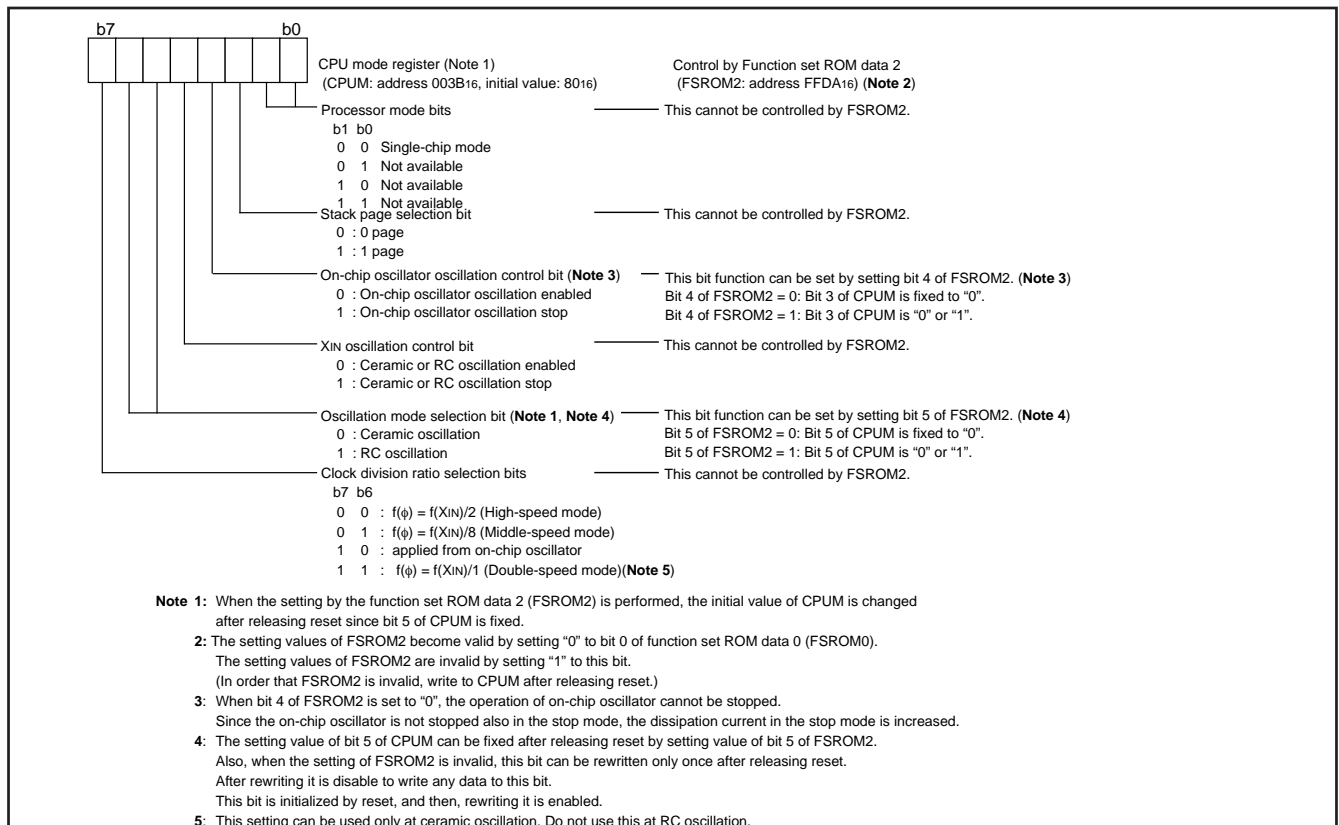 b7 b0
CPU mode register (Note 1) Control by Function set ROM data 2
(CPUM: address 003B16, initial value: 8016) (FSROM2: address FFDA16) (Note 2)
Processor mode bits This cannot be controlled by FSROM2.
b1 b0
0 0 Single-chip mode
0 1 Not available
1 0 Not available
1 1 Not available
Stack page selection bit This cannot be controlled by FSROM2.
0 : 0 page
1 : 1 page
On-chip oscillator oscillation control bit (Note 3) This bit function can be set by setting bit 4 of FSROM2. (Note 3)
0 : On-chip oscillator oscillation enabled Bit 4 of FSROM2 = 0: Bit 3 of CPUM is fixed to “0”.
1 : On-chip oscillator oscillation stop Bit 4 of FSROM2 = 1: Bit 3 of CPUM is “0” or “1”.
XIN oscillation control bit This cannot be controlled by FSROM2.
0 : Ceramic or RC oscillation enabled
1 : Ceramic or RC oscillation stop
Oscillation mode selection bit (Note 1, Note 4) This bit function can be set by setting bit 5 of FSROM2. (Note 4)
0 : Ceramic oscillation Bit 5 of FSROM2 = 0: Bit 5 of CPUM is fixed to “0”.
1 : RC oscillation Bit 5 of FSROM2 = 1: Bit 5 of CPUM is “0” or “1”.
Clock division ratio selection bits This cannot be controlled by FSROM2.
b7 b6
0 0 : f(φ) = f(XIN)/2 (High-speed mode)
0 1 : f(φ) = f(XIN)/8 (Middle-speed mode)
1 0 : applied from on-chip oscillator
1 1 : f(φ) = f(XIN)/1 (Double-speed mode)(Note 5)
Note 1: When the setting by the function set ROM data 2 (FSROM2) is performed, the initial value of CPUM is changed
after releasing reset since bit 5 of CPUM is fixed.
2: The setting values of FSROM2 become valid by setting “0” to bit 0 of function set ROM data 0 (FSROM0).
The setting values of FSROM2 are invalid by setting “1” to this bit.
(In order that FSROM2 is invalid, write to CPUM after releasing reset.)
3: When bit 4 of FSROM2 is set to “0”, the operation of on-chip oscillator cannot be stopped.
Since the on-chip oscillator is not stopped also in the stop mode, the dissipation current in the stop mode is increased.
4: The setting value of bit 5 of CPUM can be fixed after releasing reset by setting value of bit 5 of FSROM2.
Also, when the setting of FSROM2 is invalid, this bit can be rewritten only once after releasing reset.
After rewriting it is disable to write any data to this bit.
This bit is initialized by reset, and then, rewriting it is enabled.
5: This setting can be used only at ceramic oscillation. Do not use this at RC oscillation.